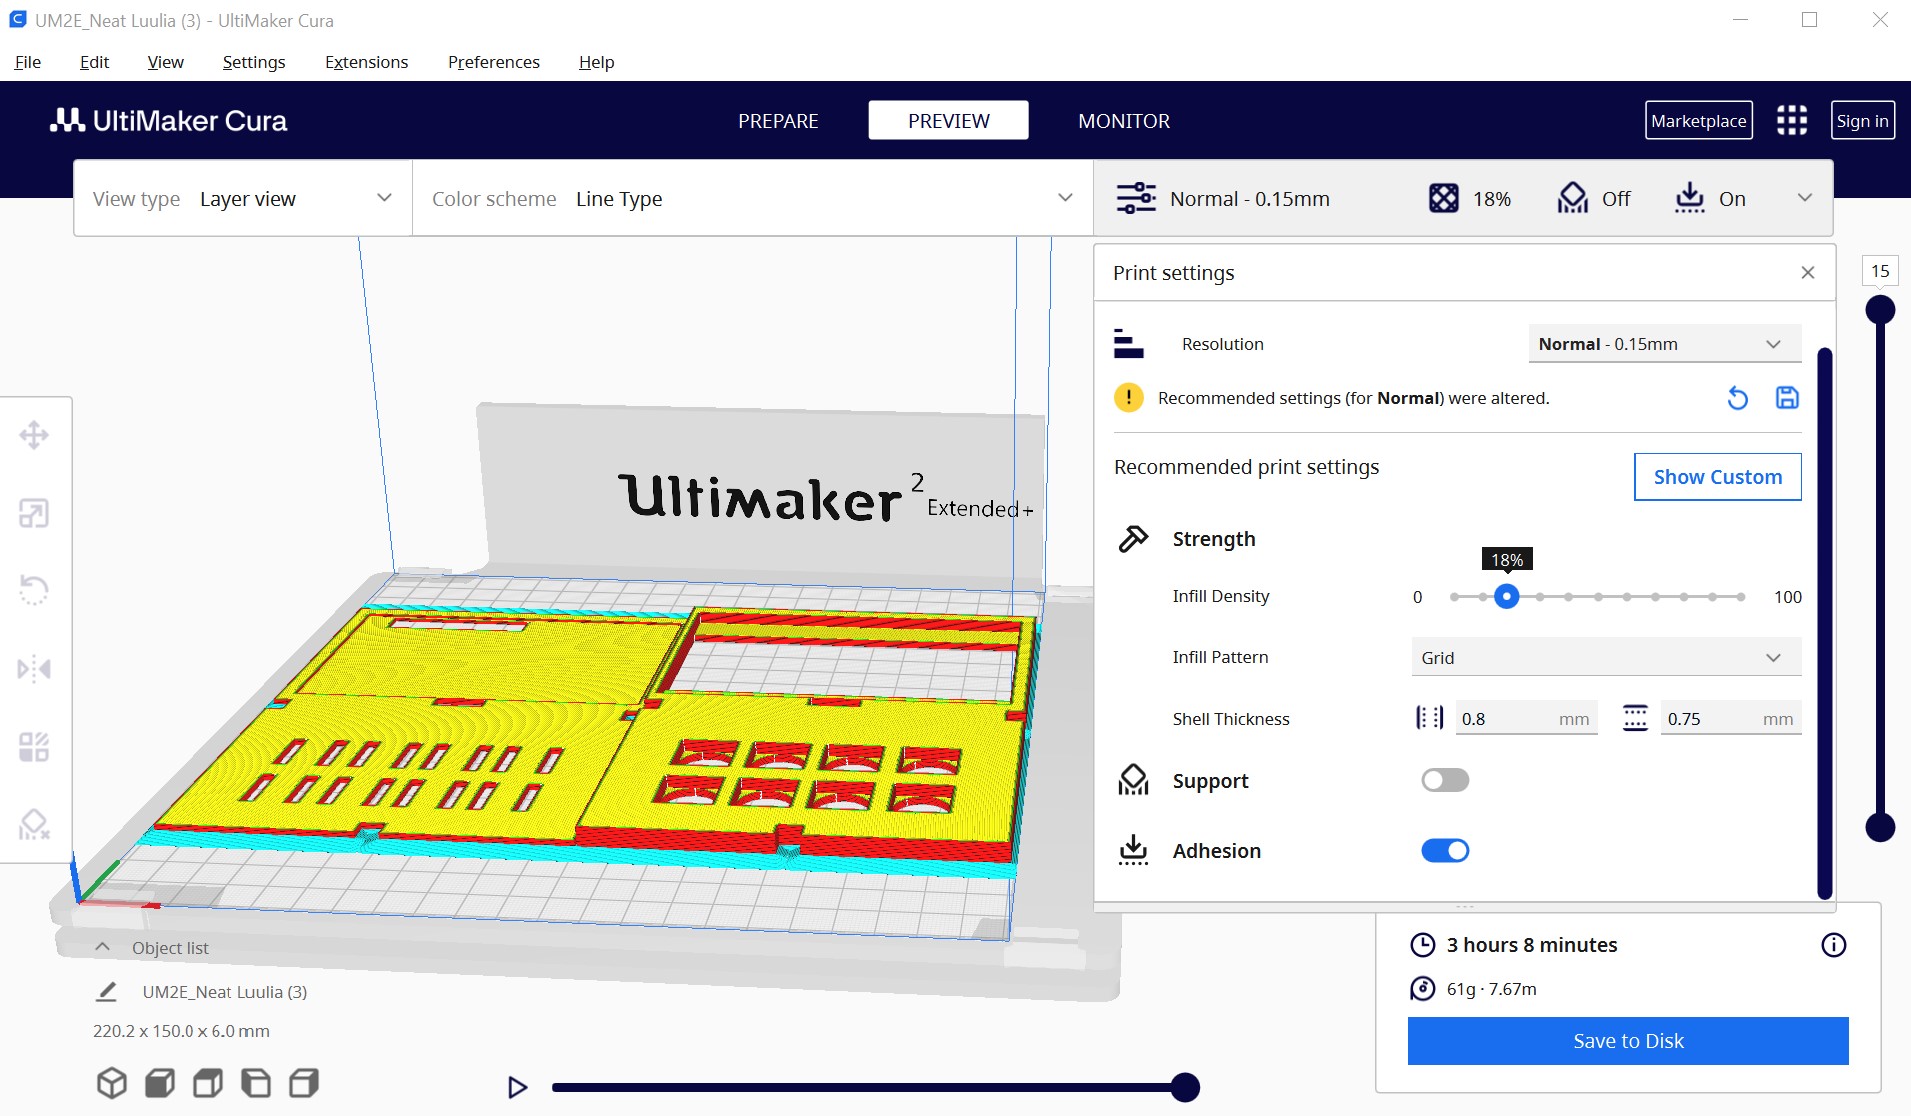 UM2E_Neat Luulia (3) - UltiMaker Cura
File Edit View Settings Extensions Preferences Help
UltiMaker Cura PREPARE PREVIEW MONITOR Marketplace Sign in
View type Layer view Color scheme Line Type Normal - 0.15mm 18% Off On
Print settings
15
Resolution Normal - 0.15mm
! Recommended settings (for Normal) were altered.
Recommended print settings Show Custom
Ultimaker 2 Extended+
Strength
18%
Infill Density 0 100
Infill Pattern Grid
Shell Thickness 0.8 mm 0.75 mm
Support
Adhesion
Object list
UM2E_Neat Luulia (3)
220.2 x 150.0 x 6.0 mm
3 hours 8 minutes
61g · 7.67m
Save to Disk